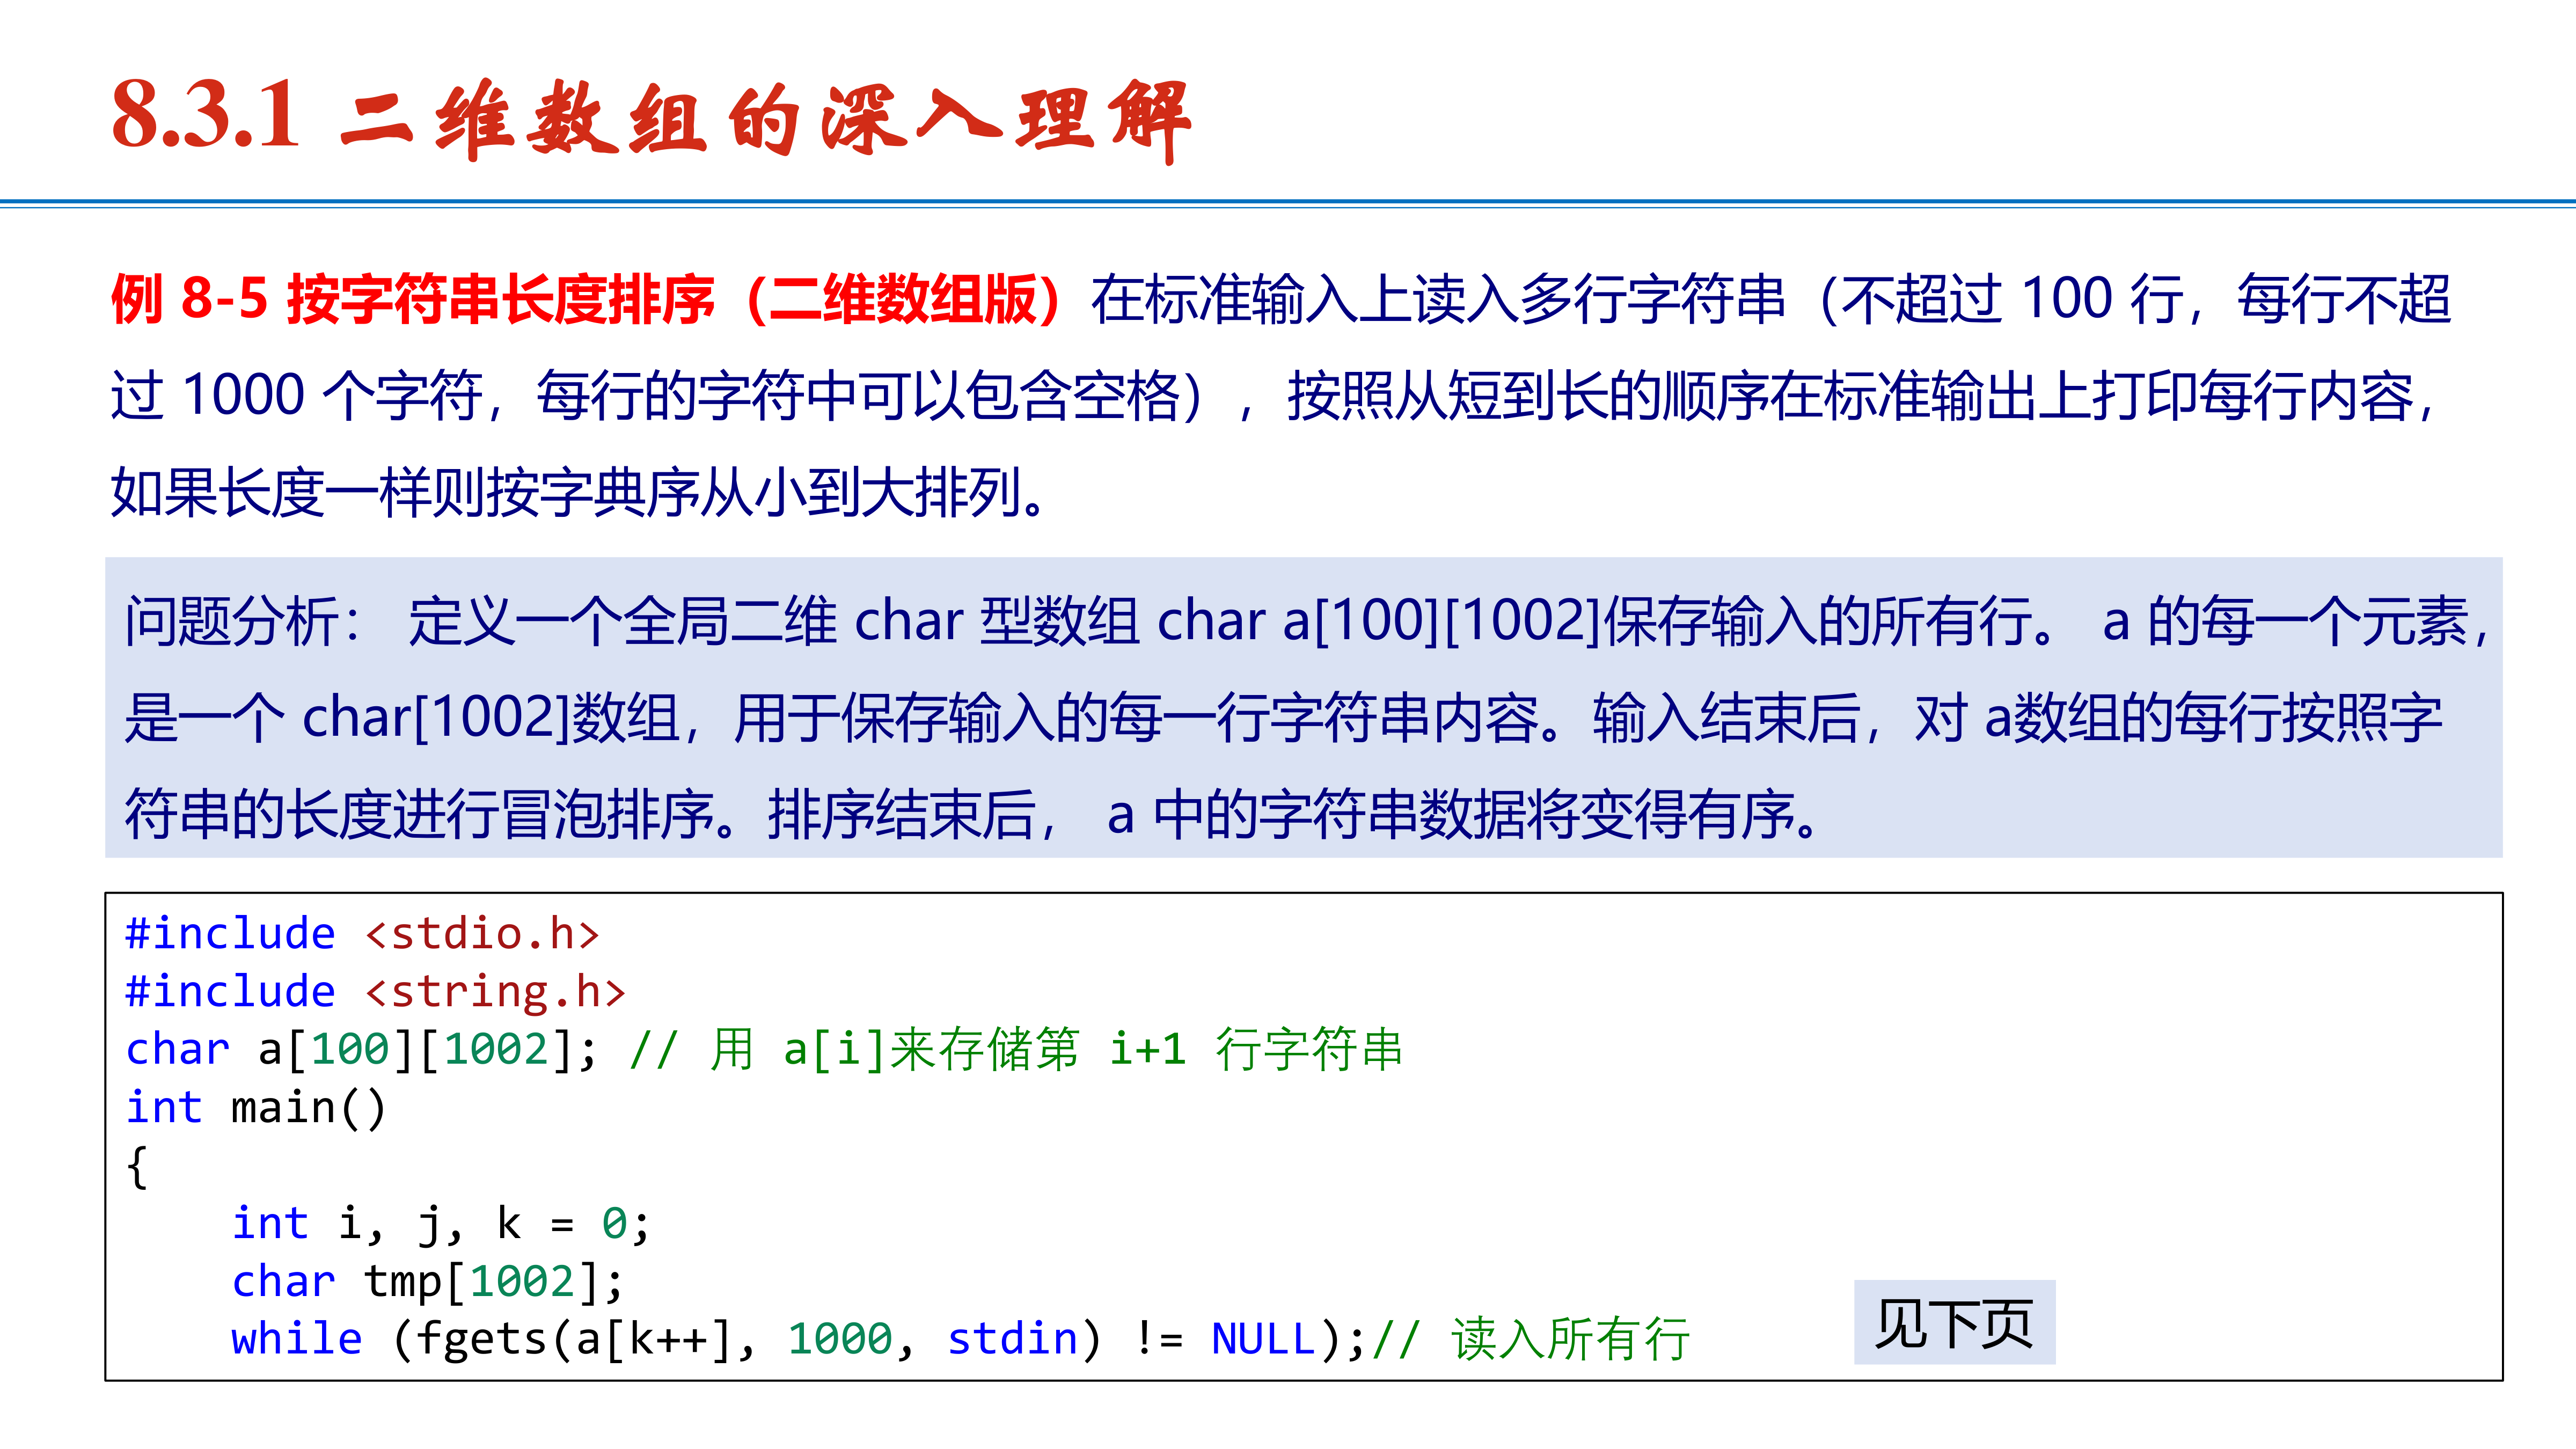 8.3.1 二维数组的深入理解
例 8-5 按字符串长度排序（二维数组版）在标准输入上读入多行字符串（不超过 100 行，每行不超
过 1000 个字符，每行的字符中可以包含空格），按照从短到长的顺序在标准输出上打印每行内容，
如果长度一样则按字典序从小到大排列。
问题分析： 定义一个全局二维 char 型数组 char a[100][1002]保存输入的所有行。 a 的每一个元素，
是一个 char[1002]数组，用于保存输入的每一行字符串内容。输入结束后，对 a数组的每行按照字
符串的长度进行冒泡排序。排序结束后， a 中的字符串数据将变得有序。
#include <stdio.h>
#include <string.h>
char a[100][1002]; // 用 a[i]来存储第 i+1 行字符串
int main()
{
    int i, j, k = 0;
    char tmp[1002];
    while (fgets(a[k++], 1000, stdin) != NULL);// 读入所有行
见下页